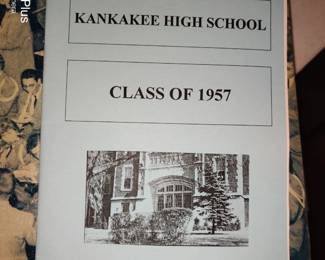 KANKAKEE HIGH SCHOOL
CLASS OF 1957